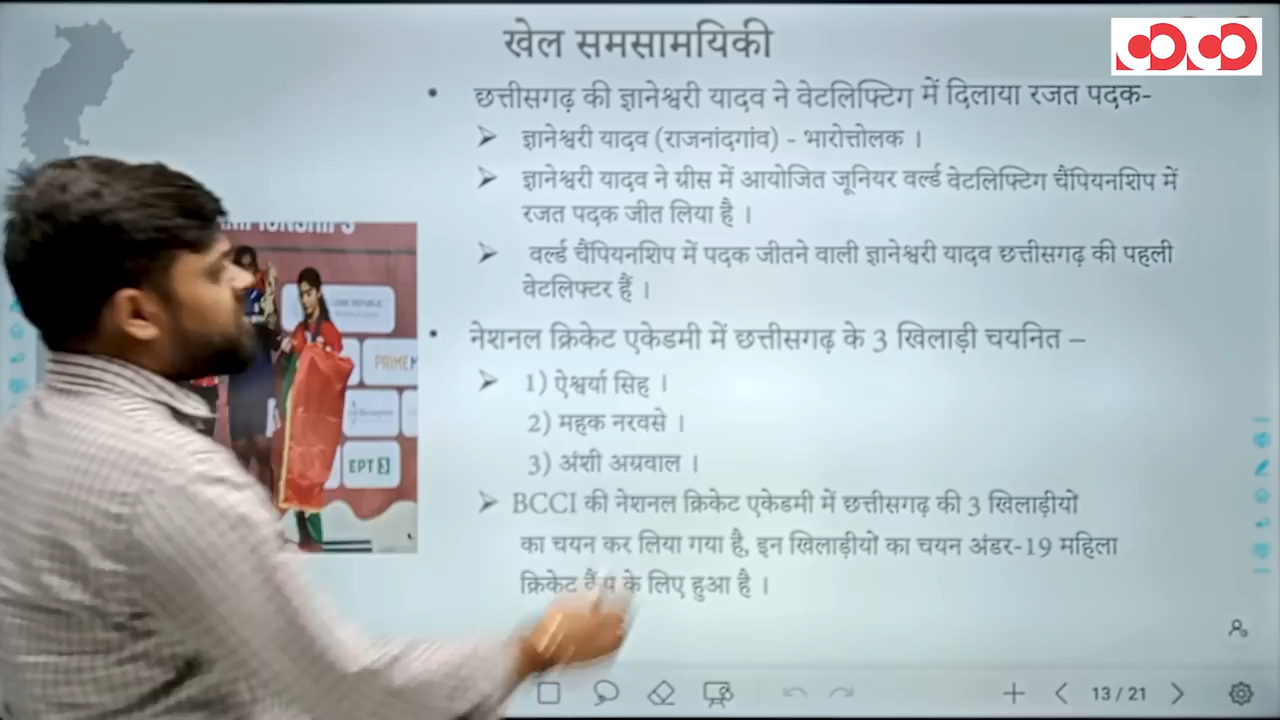 खेल समसामयिकी
• छत्तीसगढ़ की ज्ञानेश्वरी यादव ने वेटलिफ्टिग में दिलाया रजत पदक-
➢ ज्ञानेश्वरी यादव (राजनांदगांव) - भारोत्तोलक ।
➢ ज्ञानेश्वरी यादव ने ग्रीस में आयोजित जूनियर वर्ल्ड वेटलिफ्टिग चैंपियनशिप में
रजत पदक जीत लिया है ।
➢ वर्ल्ड चैंपियनशिप में पदक जीतने वाली ज्ञानेश्वरी यादव छत्तीसगढ़ की पहली
वेटलिफ्टर हैं ।
• नेशनल क्रिकेट एकेडमी में छत्तीसगढ़ के 3 खिलाड़ी चयनित –
➢ 1) ऐश्वर्या सिह ।
2) महक नरवसे ।
3) अंशी अग्रवाल ।
➢ BCCI की नेशनल क्रिकेट एकेडमी में छत्तीसगढ़ की 3 खिलाड़ीयो
का चयन कर लिया गया है, इन खिलाड़ीयों का चयन अंडर-19 महिला
क्रिकेट के लिए हुआ है ।
EPT 3
13 / 21